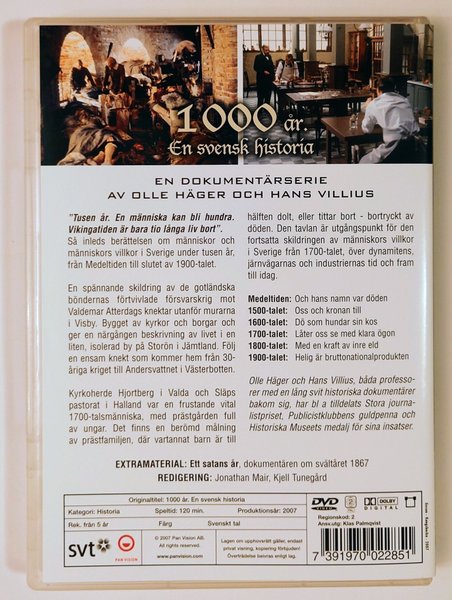 1000 år.
En svensk historia
EN DOKUMENTÄRSERIE
AV OLLE HÄGER OCH HANS VILLIUS
"Tusen år. En människa kan bli hundra.
Vikingatiden är bara tio långa liv bort".
Så inleds berättelsen om människor och
människors villkor i Sverige under tusen år,
från Medeltiden till slutet av 1900-talet.
En spännande skildring av de gotländska
böndernas förtvivlade försvarskrig mot
Valdemar Atterdags knektar utanför murarna
i Visby. Bygget av kyrkor och borgar och
ger en närgången beskrivning av livet i en
liten, isolerad by på Storön i Jämtland. Följ
en ensam knekt som kommer hem från 30-
åriga kriget till Andersvattnet i Västerbotten.
Kyrkoherde Hjortberg i Valda och Släps
pastorat i Halland var en frustande vital
1700-talsmänniska, med prästgården full
av ungar. Det finns en berömd målning
av prästfamiljen, där vartannat barn är till
hälften dolt, eller tittar bort - bortryckt av
döden. Den tavlan är utgångspunkt för den
fortsatta skildringen av människors villkor
i Sverige från 1700-talet, över dynamitens,
järnvägarnas och industriernas tid och fram
till idag.
Medeltiden: Och hans namn var döden
1500-talet: Oss och kronan till
1600-talet: Dö som hundar sin kos
1700-talet: Låter oss se med klara ögon
1800-talet: Med en kraft av inre eld
1900-talet: Helig är bruttonationalprodukten
Olle Häger och Hans Villius, båda professo-
rer med en lång svit historiska dokumentärer
bakom sig, har bl a tilldelats Stora journa-
listpriset, Publicistklubbens guldpenna och
Historiska Museets medalj för sina insatser.
EXTRAMATERIAL: Ett satans år, dokumentären om svältåret 1867
REDIGERING: Jonathan Mair, Kjell Tunegård
Originaltitel: 1000 år. En svensk historia
Kategori: Historia Speltid: 120 min. Produktionsår: 2007
Rek. från 5 år Färg Svenskt tal
svt
PAN VISION
© 2007 Pan Vision AB.
All rights reserved.
www.panvision.com
Lagen om upphovsrätt gäller, endast
privat visning, kopiering förbjuden!
Överträdelse beivras enligt lag.
DVD
VIDEO
2
DOLBY
DIGITAL
Regionskod: 2
Ansv.utg: Klas Palmqvist
7 391970 022851